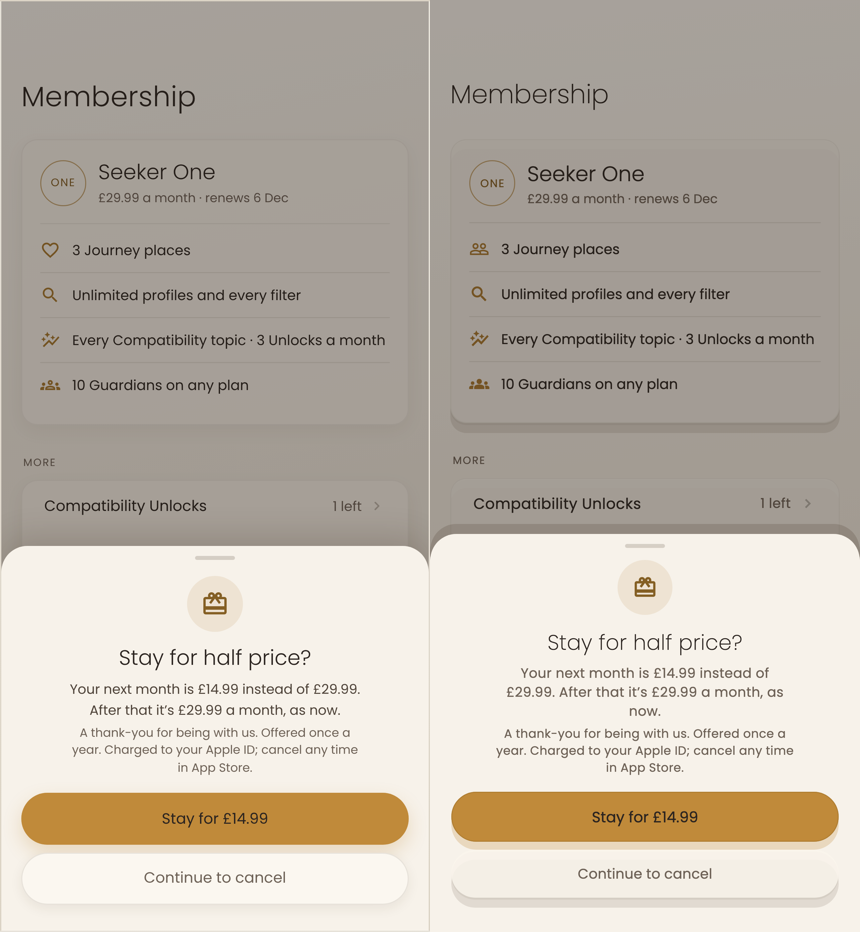 Membership
ONE
Seeker One
£29.99 a month · renews 6 Dec
3 Journey places
Unlimited profiles and every filter
Every Compatibility topic · 3 Unlocks a month
10 Guardians on any plan
MORE
Compatibility Unlocks
1 left
Stay for half price?
Your next month is £14.99 instead of £29.99.
After that it’s £29.99 a month, as now.
A thank-you for being with us. Offered once a
year. Charged to your Apple ID; cancel any time
in App Store.
Stay for £14.99
Continue to cancel
Membership
ONE
Seeker One
£29.99 a month · renews 6 Dec
3 Journey places
Unlimited profiles and every filter
Every Compatibility topic · 3 Unlocks a month
10 Guardians on any plan
MORE
Compatibility Unlocks
1 left
Stay for half price?
Your next month is £14.99 instead of
£29.99. After that it’s £29.99 a month, as
now.
A thank-you for being with us. Offered once a
year. Charged to your Apple ID; cancel any time
in App Store.
Stay for £14.99
Continue to cancel